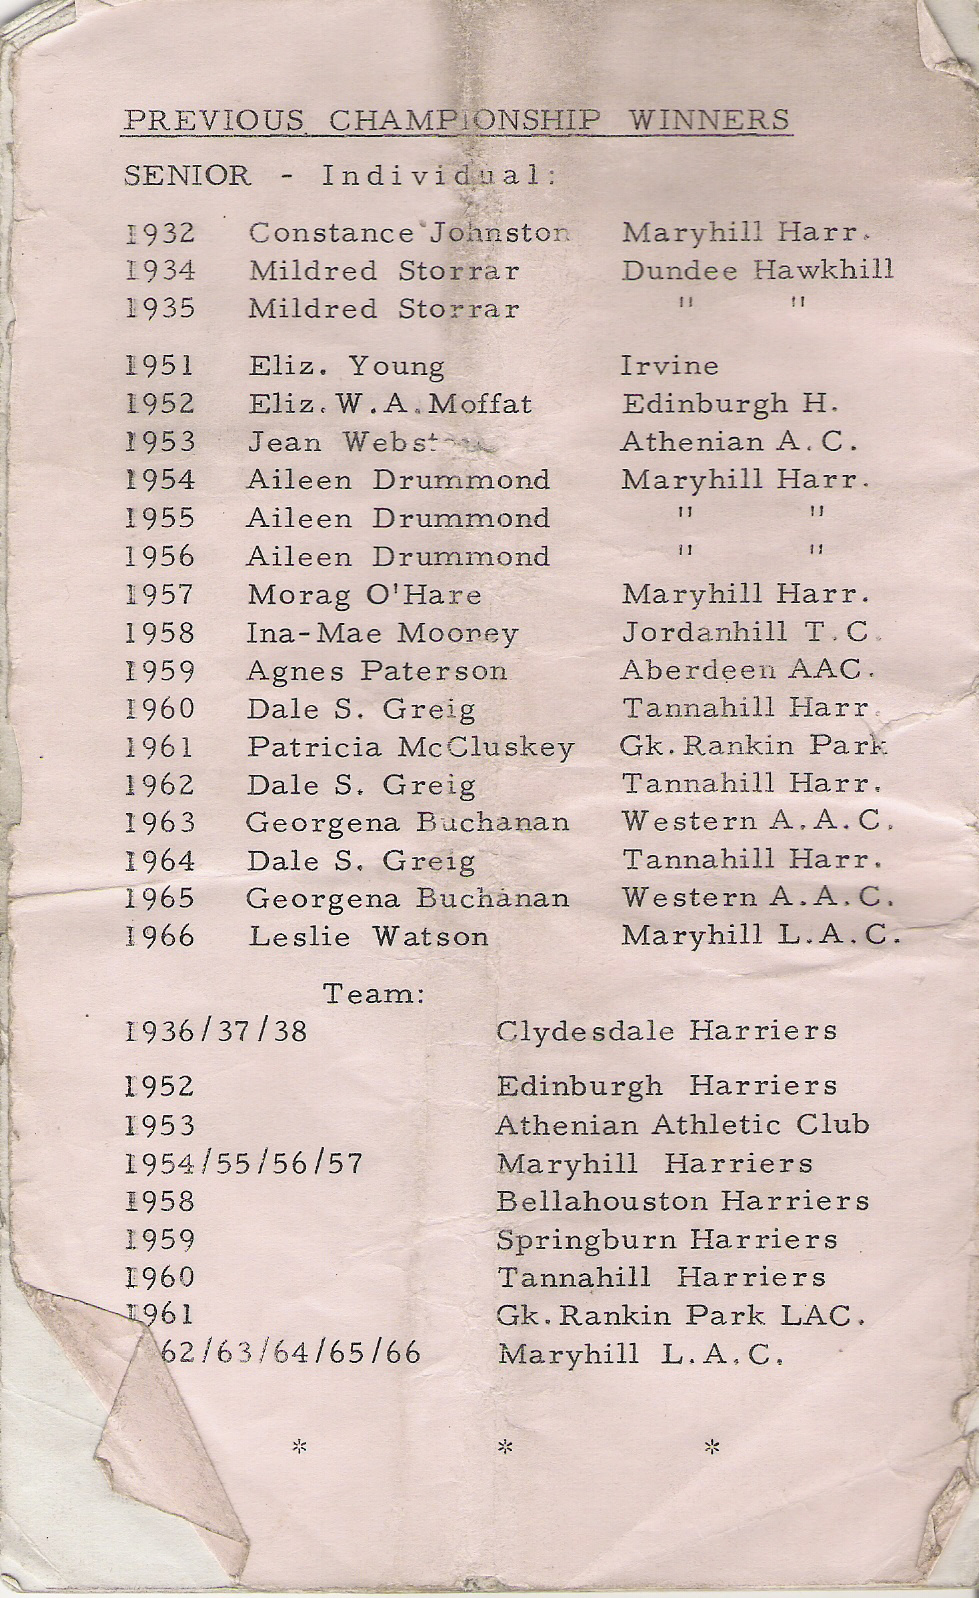 PREVIOUS CHAMPIONSHIP WINNERS
SENIOR - Individual:
1932 Constance Johnston Maryhill Harr.
1934 Mildred Storrar Dundee Hawkhill
1935 Mildred Storrar " "
1951 Eliz. Young Irvine
1952 Eliz. W.A. Moffat Edinburgh H.
1953 Jean Athenian A.C.
1954 Aileen Drummond Maryhill Harr.
1955 Aileen Drummond " "
1956 Aileen Drummond " "
1957 Morag O'Hare Maryhill Harr.
1958 Ina-Mae Mooney Jordanhill T.C.
1959 Agnes Paterson Aberdeen AAC.
1960 Dale S. Greig Tannahill Harr.
1961 Patricia McCluskey Gk. Rankin Park
1962 Dale S. Greig Tannahill Harr.
1963 Georgena Buchanan Western A.A.C.
1964 Dale S. Greig Tannahill Harr.
1965 Georgena Buchanan Western A.A.C.
1966 Leslie Watson Maryhill L.A.C.
Team:
1936/37/38 Clydesdale Harriers
1952 Edinburgh Harriers
1953 Athenian Athletic Club
1954/55/56/57 Maryhill Harriers
1958 Bellahouston Harriers
1959 Springburn Harriers
1960 Tannahill Harriers
1961 Gk. Rankin Park LAC.
62/63/64/65/66 Maryhill L.A.C.
* * *